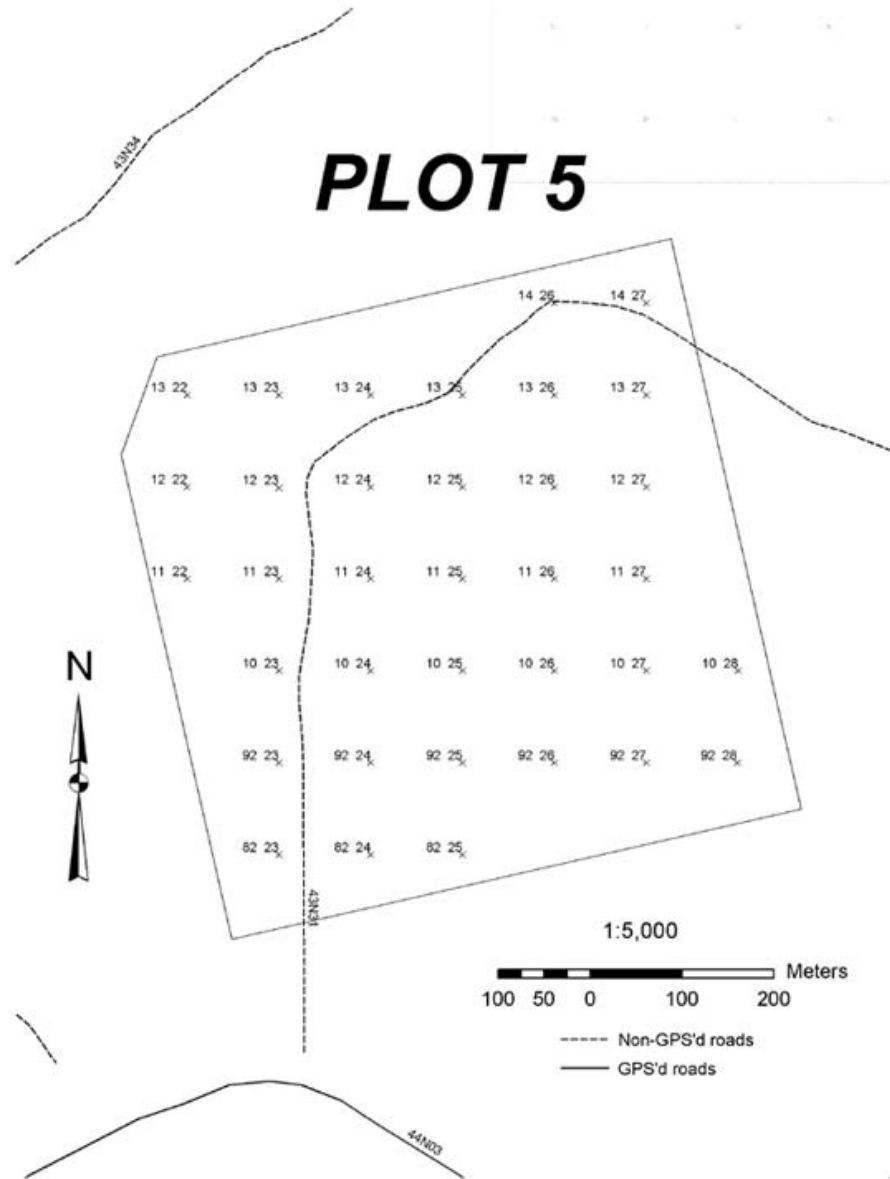 43N34
PLOT 5
14 26 14 27
13 22 13 23 13 24 13 25 13 26 13 27
12 22 12 23 12 24 12 25 12 26 12 27
11 22 11 23 11 24 11 25 11 26 11 27
10 23 10 24 10 25 10 26 10 27 10 28
N
92 23 92 24 92 25 92 26 92 27 92 28
82 23 82 24 82 25
43N31
1:5,000
Meters
100 50 0 100 200
Non-GPS'd roads
GPS'd roads
44N03